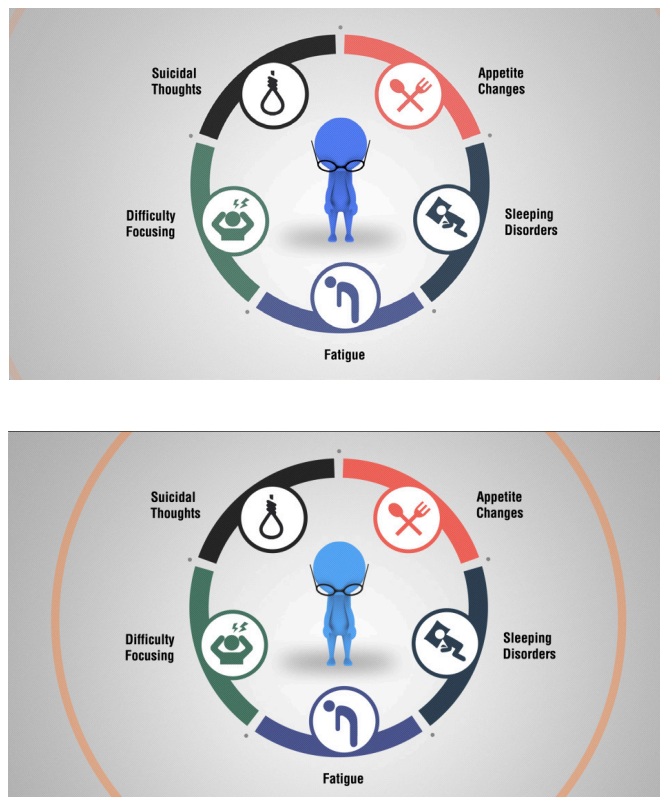 Suicidal
Thoughts
Appetite
Changes
Difficulty
Focusing
Sleeping
Disorders
Fatigue
Suicidal
Thoughts
Appetite
Changes
Difficulty
Focusing
Sleeping
Disorders
Fatigue